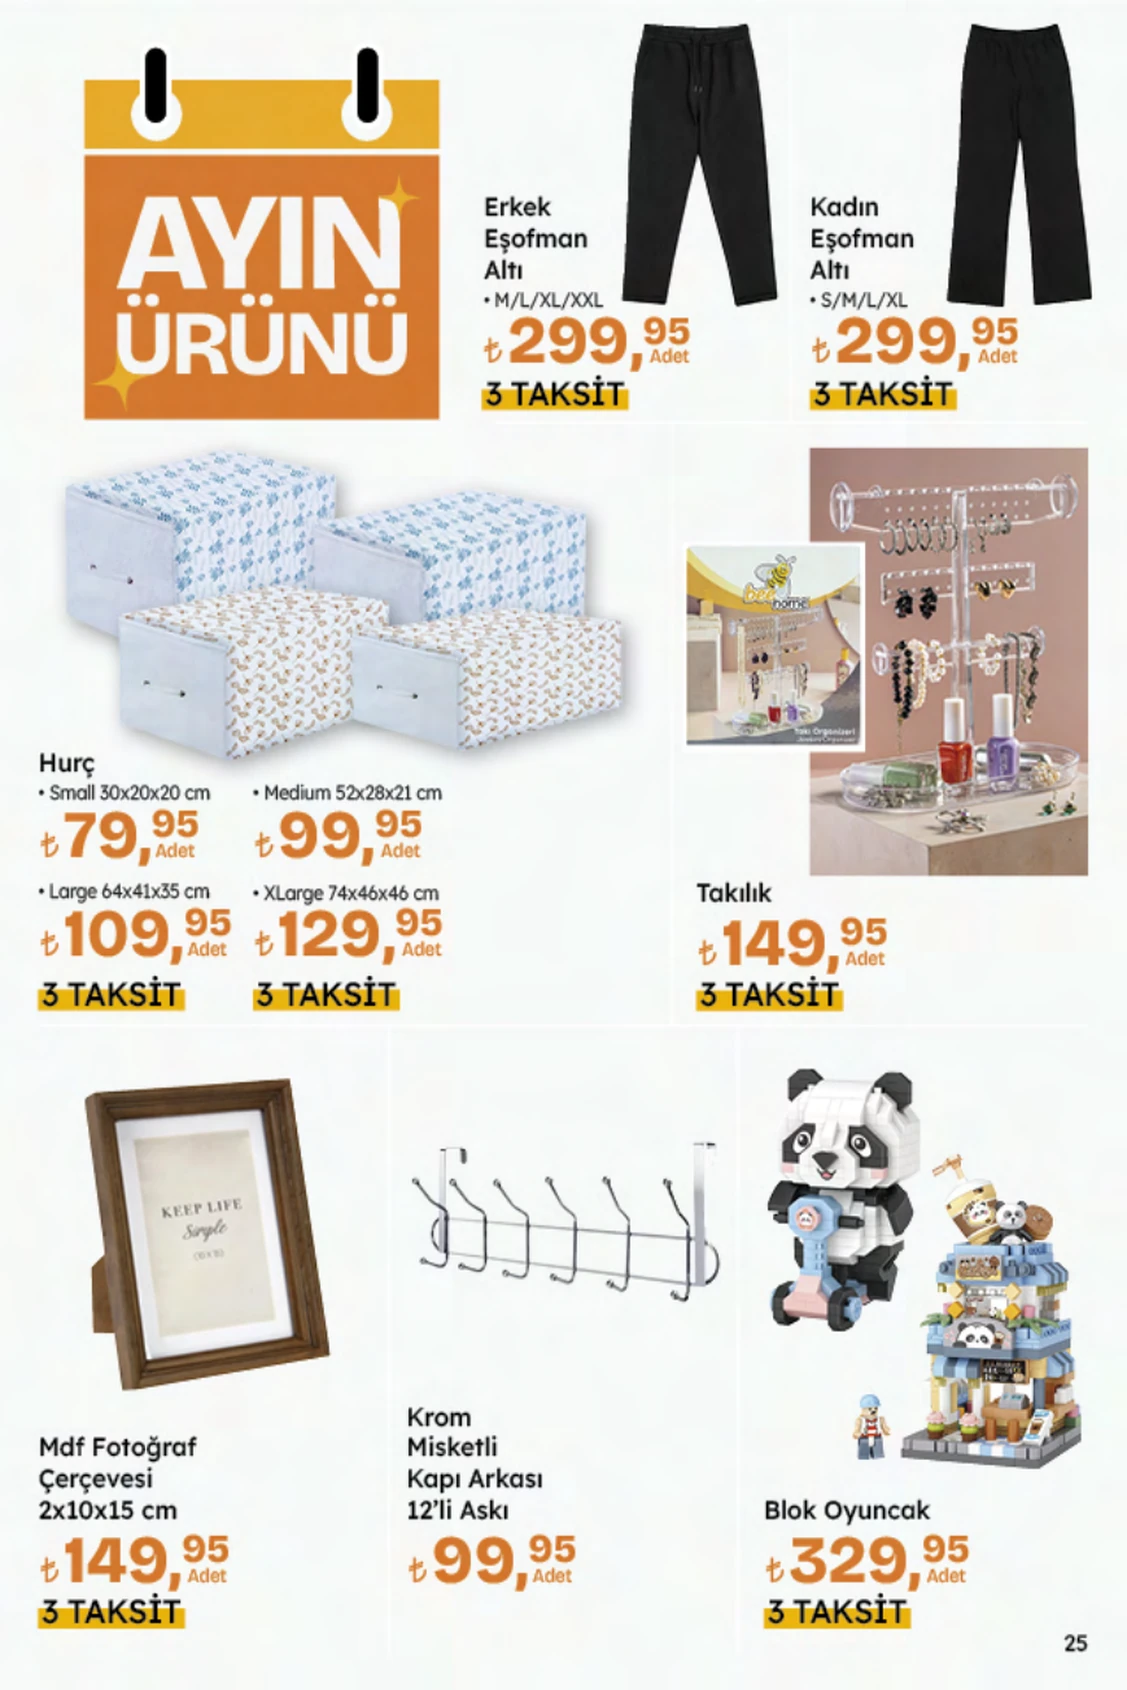 AYIN
ÜRÜNÜ
Erkek
Eşofman
Altı
• M/L/XL/XXL
₺299,95
Adet
3 TAKSİT
Kadın
Eşofman
Altı
• S/M/L/XL
₺299,95
Adet
3 TAKSİT
Hurç
• Small 30x20x20 cm
₺79,95
Adet
• Medium 52x28x21 cm
₺99,95
Adet
• Large 64x41x35 cm
₺109,95
Adet
3 TAKSİT
• XLarge 74x46x46 cm
₺129,95
Adet
3 TAKSİT
bee
home
Takı Organizeri
Takılık
₺149,95
Adet
3 TAKSİT
KEEP LIFE
Simple
Mdf Fotoğraf
Çerçevesi
2x10x15 cm
₺149,95
Adet
3 TAKSİT
Krom
Misketli
Kapı Arkası
12'li Askı
₺99,95
Adet
Blok Oyuncak
₺329,95
Adet
3 TAKSİT
25